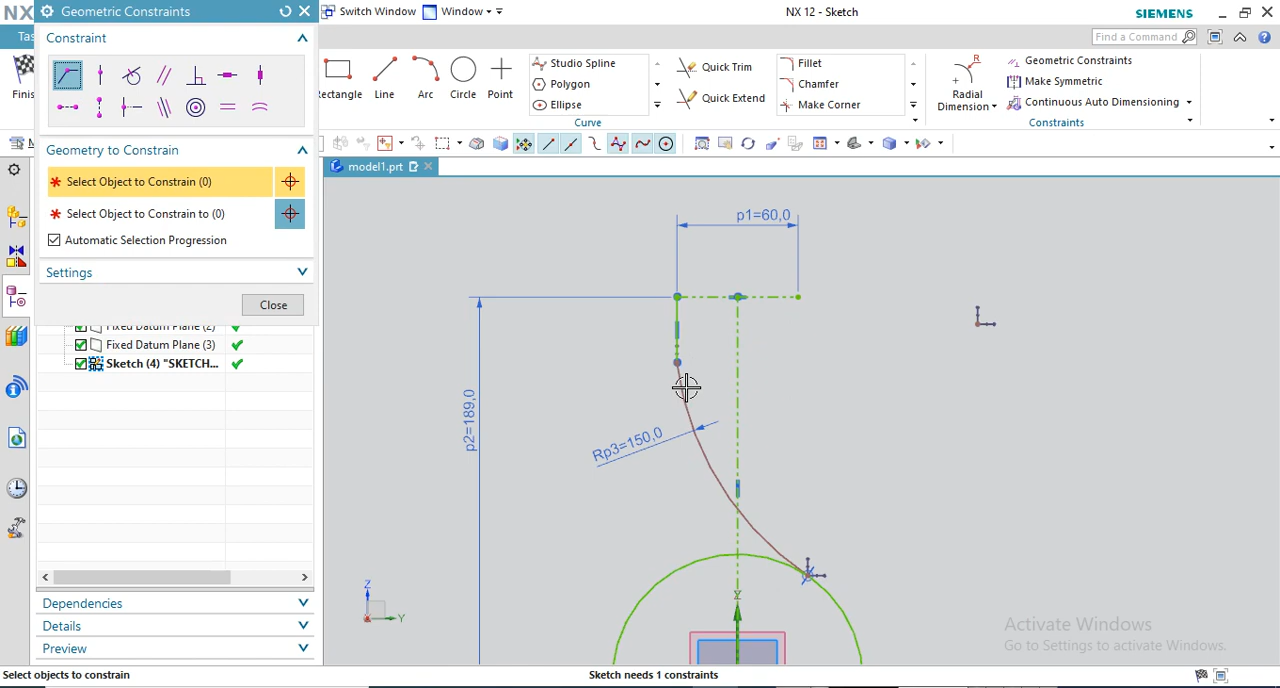 NX
Geometric Constraints
Switch Window
Window
NX 12 - Sketch
SIEMENS
Constraint
Find a Command
Finis
Rectangle
Line
Arc
Circle
Point
Studio Spline
Polygon
Ellipse
Quick Trim
Quick Extend
Fillet
Chamfer
Make Corner
Radial
Dimension
Geometric Constraints
Make Symmetric
Continuous Auto Dimensioning
Curve
Constraints
Geometry to Constrain
model1.prt
* Select Object to Constrain (0)
* Select Object to Constrain to (0)
Automatic Selection Progression
Settings
Close
Fixed Datum Plane (2)
Fixed Datum Plane (3)
Sketch (4) "SKETCH...
p1=60,0
p2=189,0
Rp3=150,0
Z
Y
Y
Dependencies
Details
Preview
Activate Windows
Go to Settings to activate Windows.
Select objects to constrain
Sketch needs 1 constraints